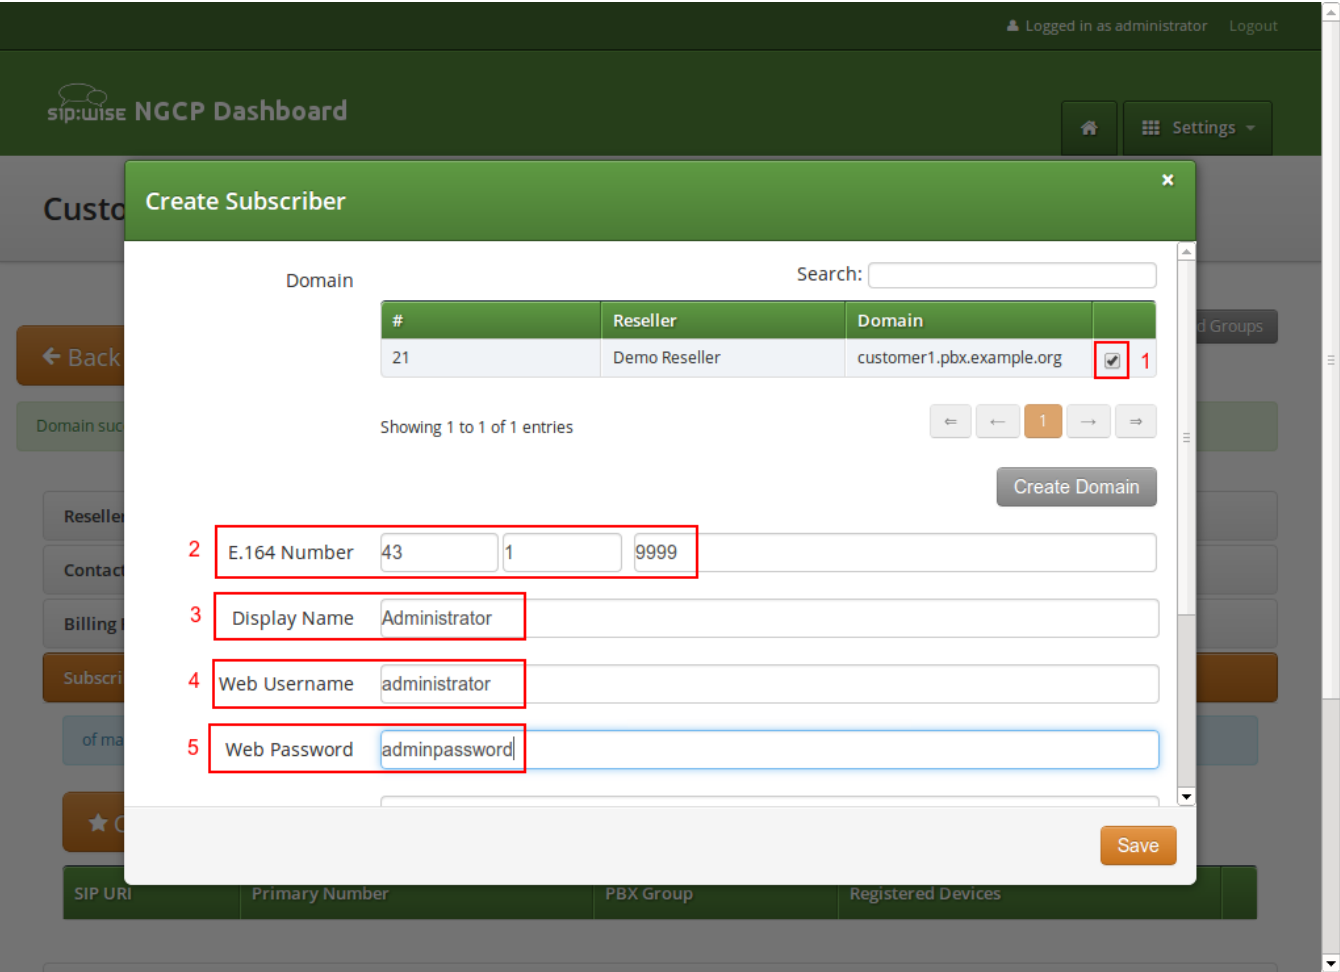 Logged in as administrator Logout
sip:wise NGCP Dashboard
Settings
Custo
Create Subscriber
×
Domain
Search:
# Reseller Domain
21 Demo Reseller customer1.pbx.example.org 1
d Groups
Back
Domain suc
Showing 1 to 1 of 1 entries
⇐ ← 1 → ⇒
Create Domain
Reseller
2 E.164 Number 43 1 9999
Contact
3 Display Name Administrator
Billing
4 Web Username administrator
Subscri
of ma
5 Web Password adminpassword
Save
SIP URI Primary Number PBX Group Registered Devices